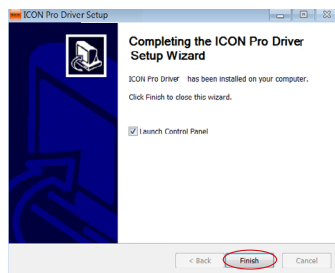 ICON Pro Driver Setup
Completing the ICON Pro Driver
Setup Wizard
ICON Pro Driver has been installed on your computer.
Click Finish to close this wizard.
Launch Control Panel
< Back Finish Cancel